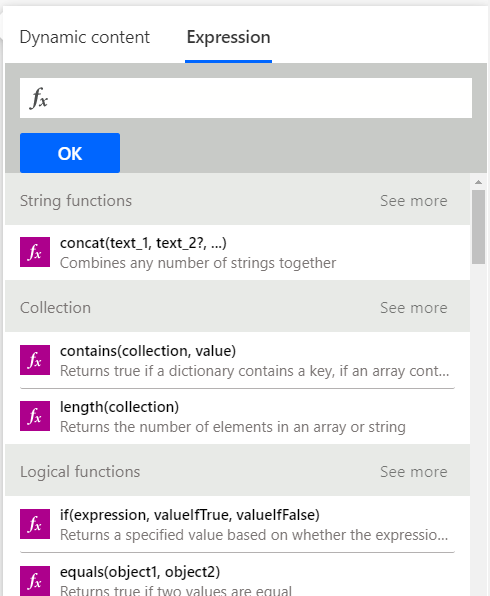 Dynamic content Expression
fx
OK
String functions See more
fx concat(text_1, text_2?, ...)
Combines any number of strings together
Collection See more
fx contains(collection, value)
Returns true if a dictionary contains a key, if an array cont...
fx length(collection)
Returns the number of elements in an array or string
Logical functions See more
fx if(expression, valueIfTrue, valueIfFalse)
Returns a specified value based on whether the expressio...
fx equals(object1, object2)
Returns true if two values are equal